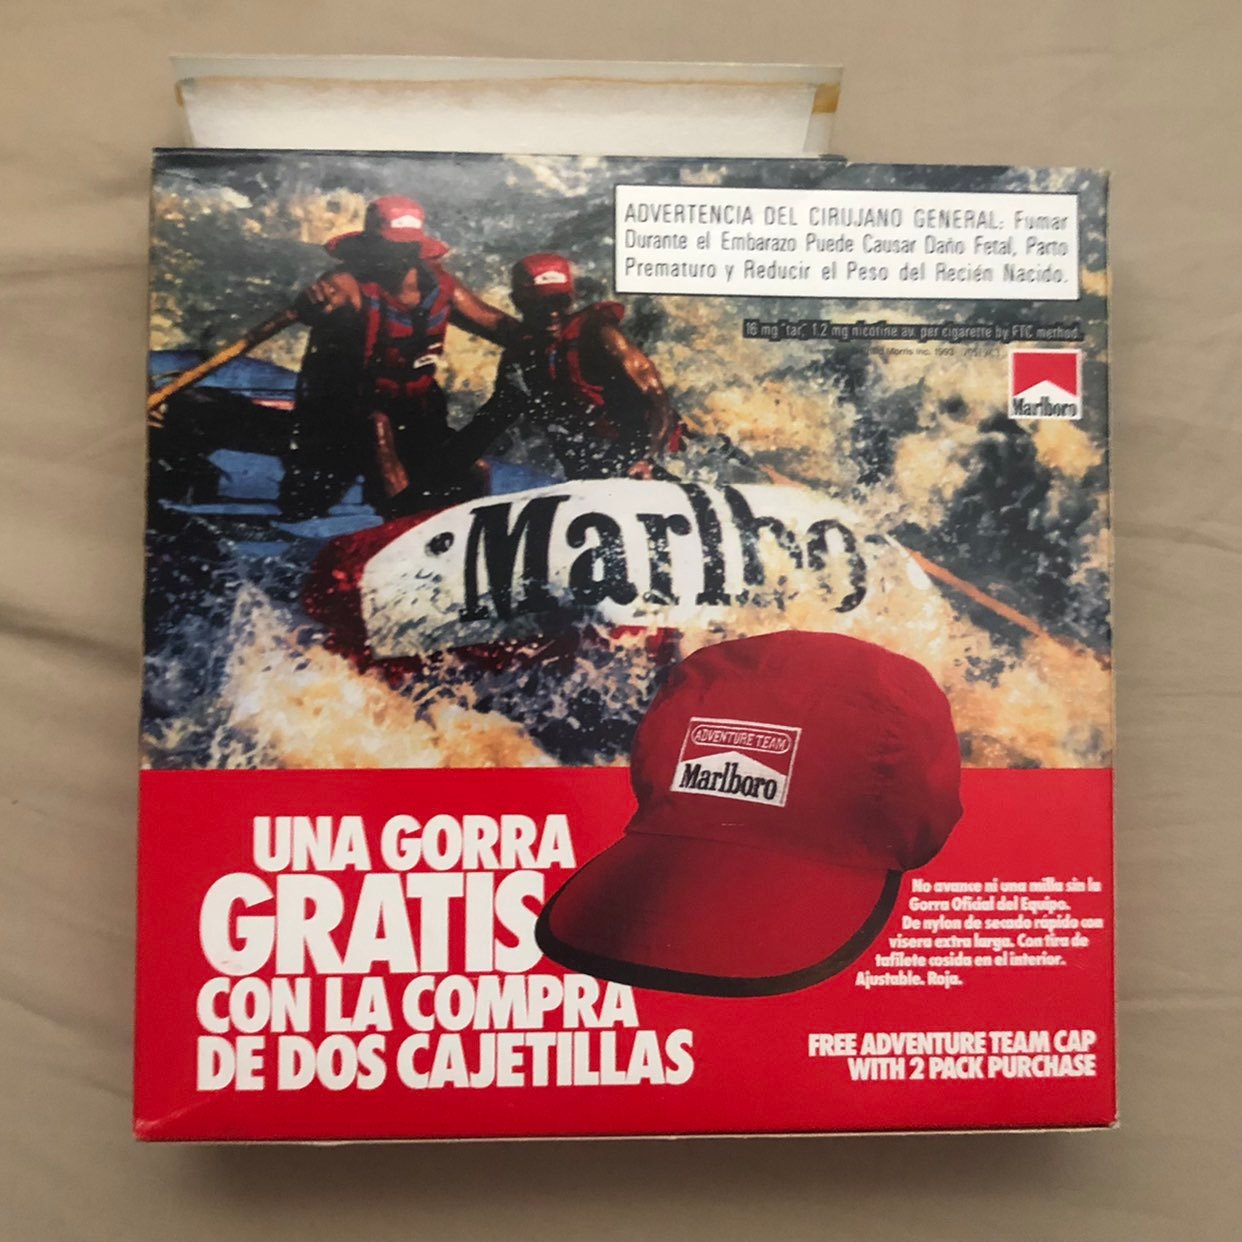 ADVERTENCIA DEL CIRUJANO GENERAL: Fumar
Durante el Embarazo Puede Causar Daño Fetal, Parto
Prematuro y Reducir el Peso del Recién Nacido.
16 mg "tar," 1.2 mg nicotine av. per cigarette by FTC method.
Morris Inc. 1993
Marlboro
Marlboro
ADVENTURE TEAM
Marlboro
UNA GORRA
GRATIS
CON LA COMPRA
DE DOS CAJETILLAS
No avance ni una milla sin la
Gorra Oficial del Equipo.
De nylon de secado rápido con
visera extra larga. Con tira de
tafilete cosida en el interior.
Ajustable. Roja.
FREE ADVENTURE TEAM CAP
WITH 2 PACK PURCHASE